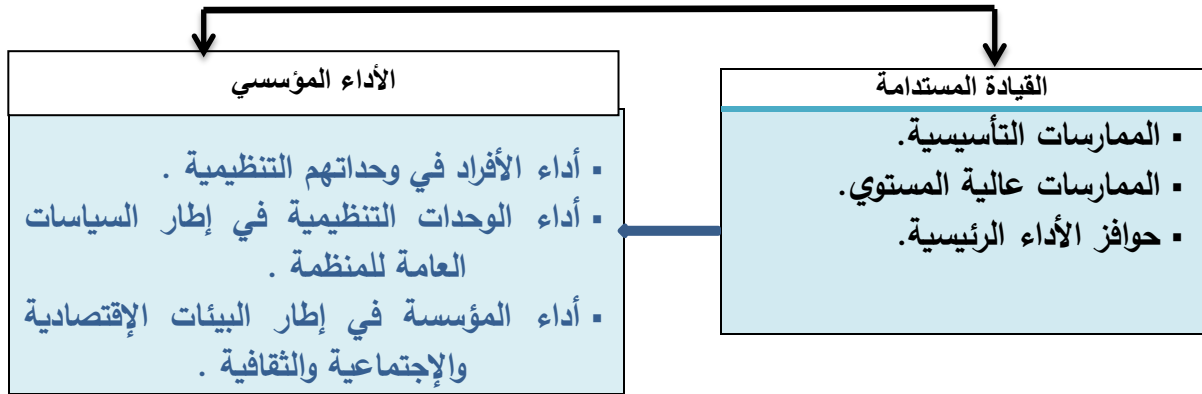 القيادة المستدامة
▪ الممارسات التأسيسية.
▪ الممارسات عالية المستوي.
▪ حوافز الأداء الرئيسية.
الأداء المؤسسي
▪ أداء الأفراد في وحداتهم التنظيمية .
▪ أداء الوحدات التنظيمية في إطار السياسات
العامة للمنظمة .
▪ أداء المؤسسة في إطار البيئات الإقتصادية
والإجتماعية والثقافية .